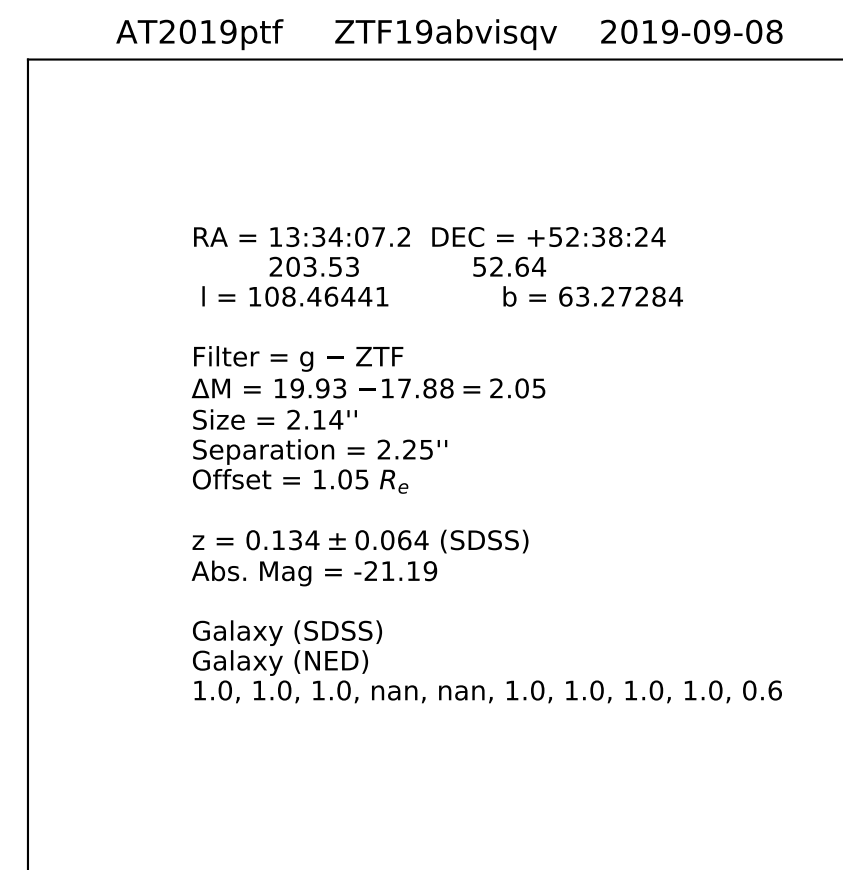 AT2019ptf ZTF19abvisqv 2019-09-08
RA = 13:34:07.2 DEC = +52:38:24
203.53 52.64
l = 108.46441 b = 63.27284
Filter = g − ZTF
ΔM = 19.93 −17.88 = 2.05
Size = 2.14''
Separation = 2.25''
Offset = 1.05 Rₑ
z = 0.134 ± 0.064 (SDSS)
Abs. Mag = -21.19
Galaxy (SDSS)
Galaxy (NED)
1.0, 1.0, 1.0, nan, nan, 1.0, 1.0, 1.0, 1.0, 0.6